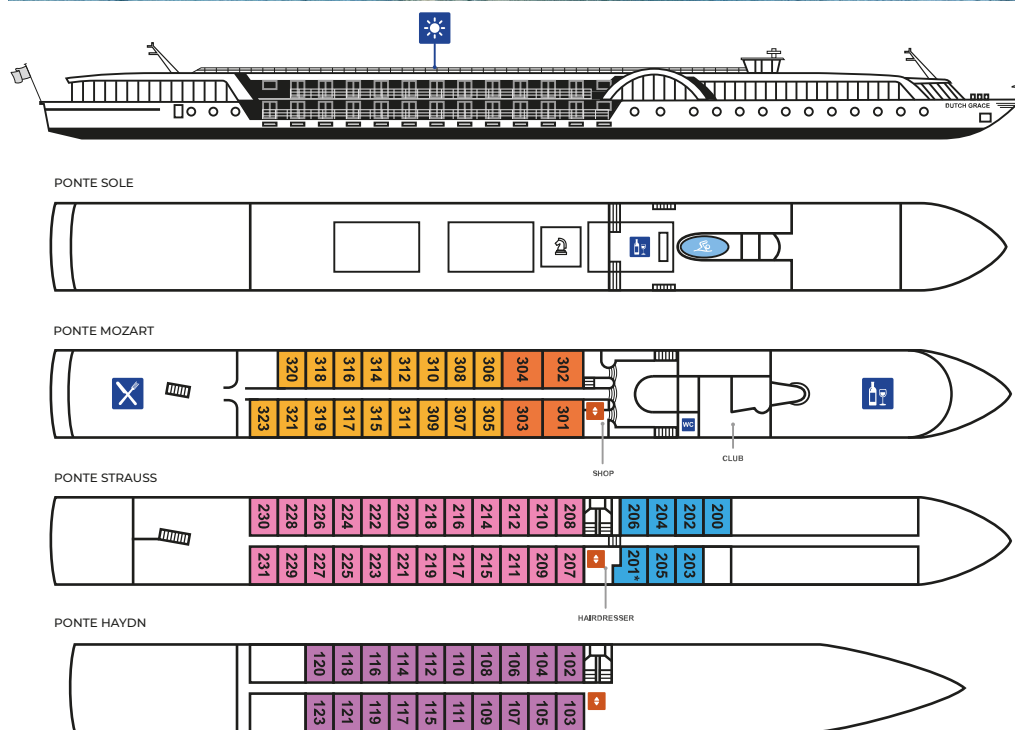 DUTCH GRACE
PONTE SOLE
PONTE MOZART
320 318 316 314 312 310 308 306 304 302
323 321 319 317 315 311 309 307 305 303 301
WC
SHOP
CLUB
PONTE STRAUSS
230 228 226 224 222 220 218 216 214 212 210 208 206 204 202 200
231 229 227 225 223 221 219 217 215 211 209 207 201* 205 203
HAIRDRESSER
PONTE HAYDN
120 118 116 114 112 110 108 106 104 102
123 121 119 117 115 111 109 107 105 103